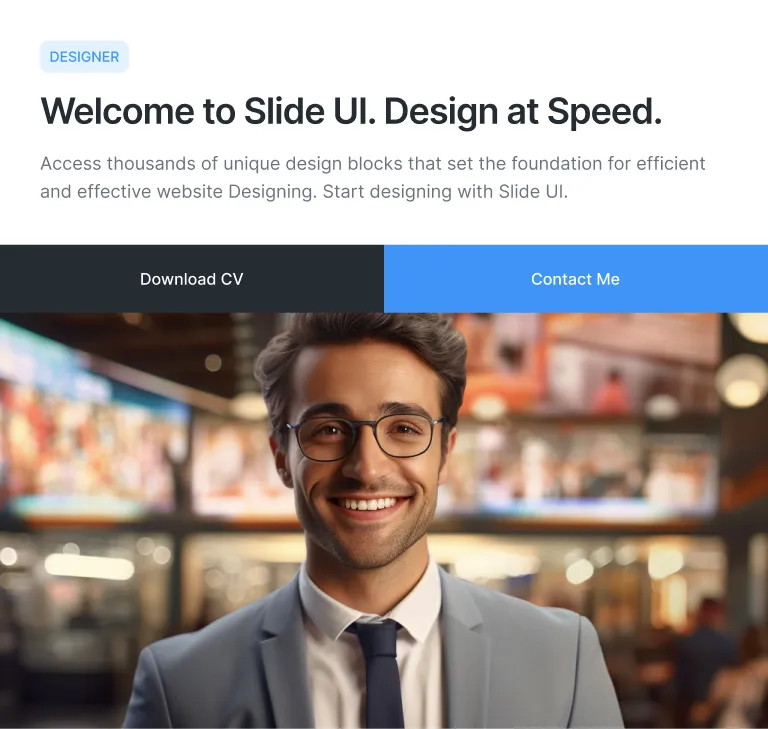 DESIGNER
Welcome to Slide UI. Design at Speed.
Access thousands of unique design blocks that set the foundation for efficient
and effective website Designing. Start designing with Slide UI.
Download CV
Contact Me